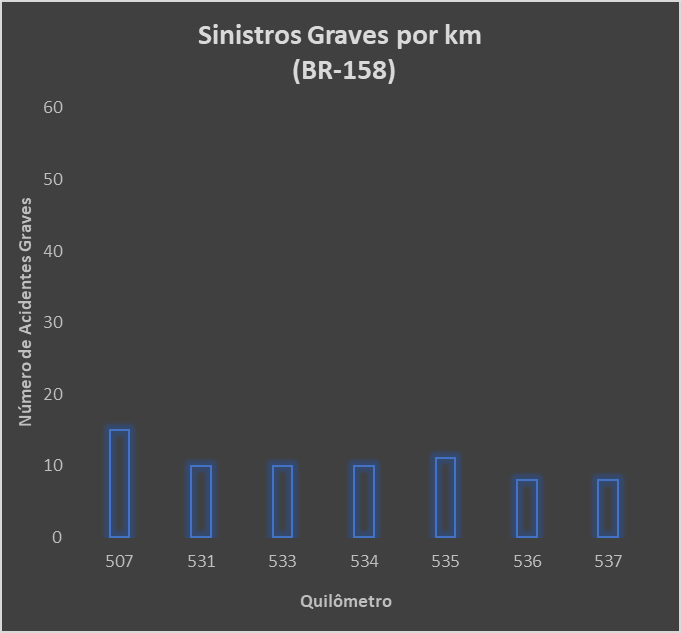 Sinistros Graves por km
(BR-158)
60
50
40
30
20
10
0
Número de Acidentes Graves
507 531 533 534 535 536 537
Quilômetro